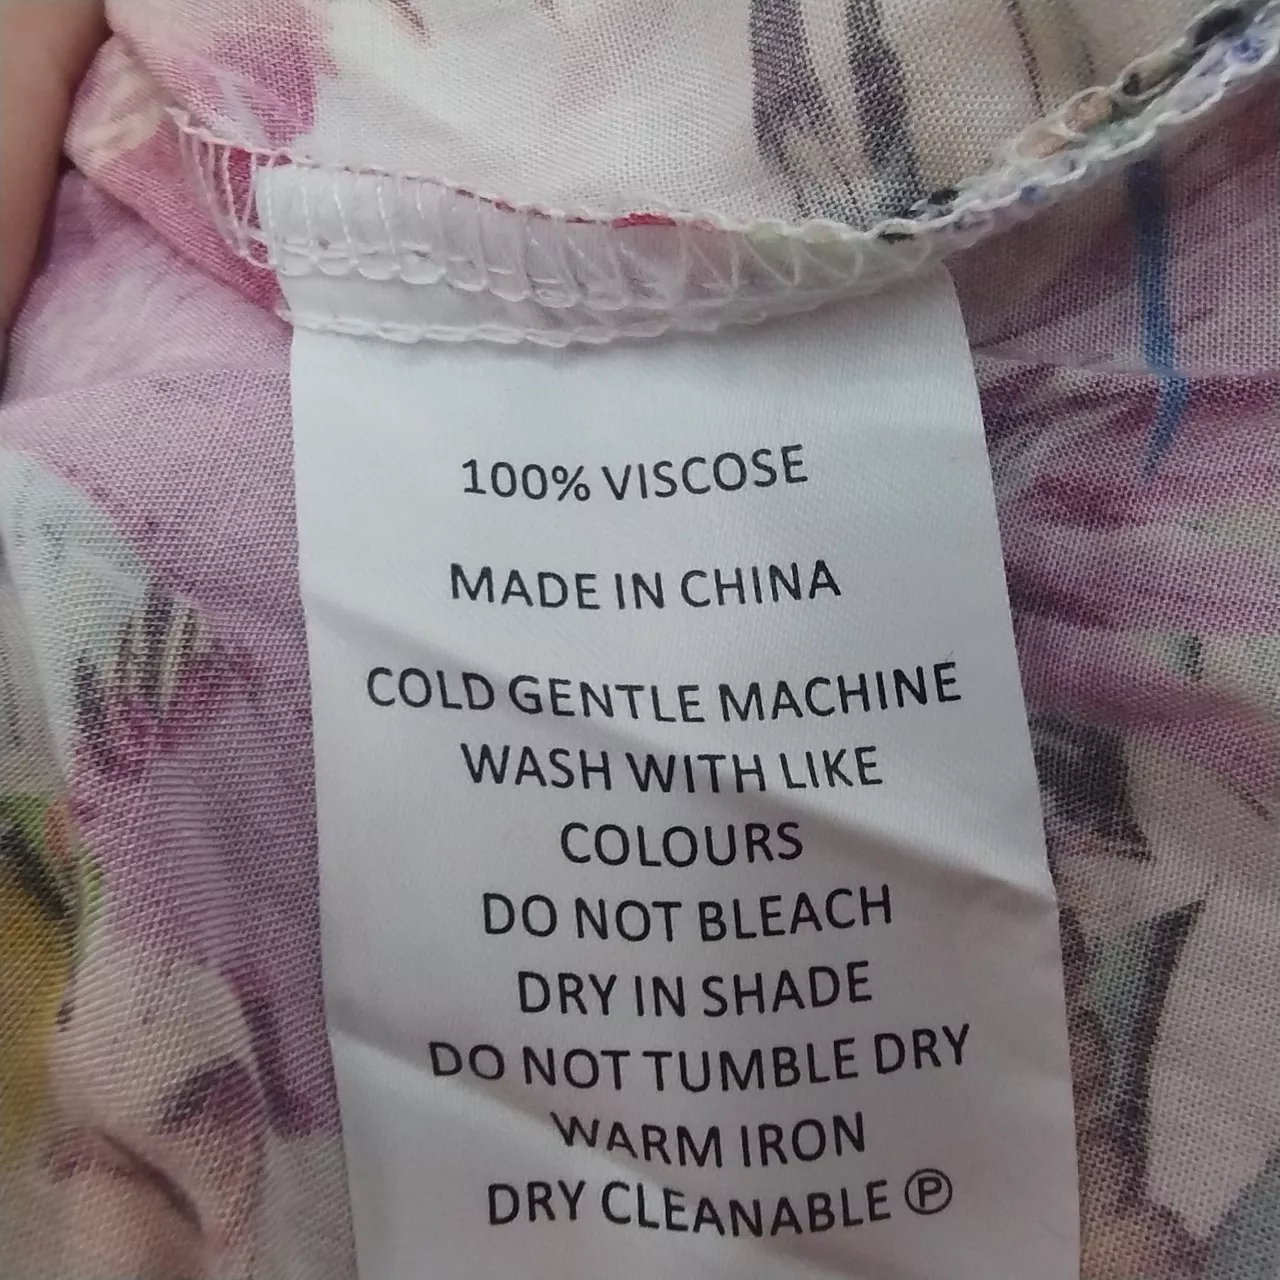 100% VISCOSE
MADE IN CHINA
COLD GENTLE MACHINE
WASH WITH LIKE
COLOURS
DO NOT BLEACH
DRY IN SHADE
DO NOT TUMBLE DRY
WARM IRON
DRY CLEANABLE Ⓟ